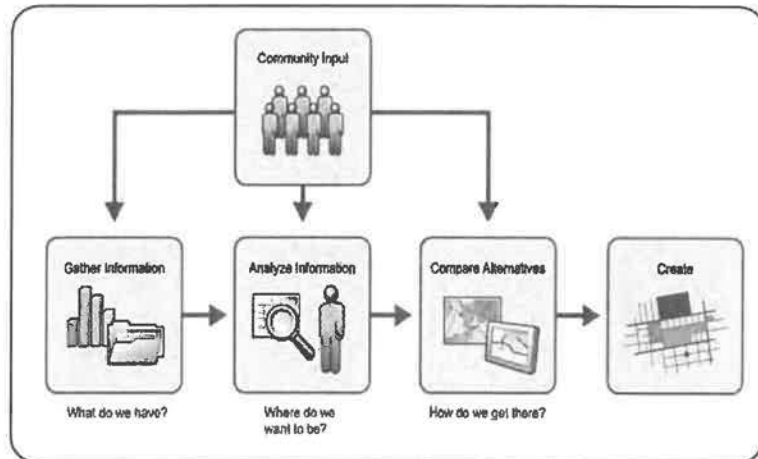 Community Input
Gather Information
Analyze Information
Compare Alternatives
Create
What do we have?
Where do we
want to be?
How do we get there?